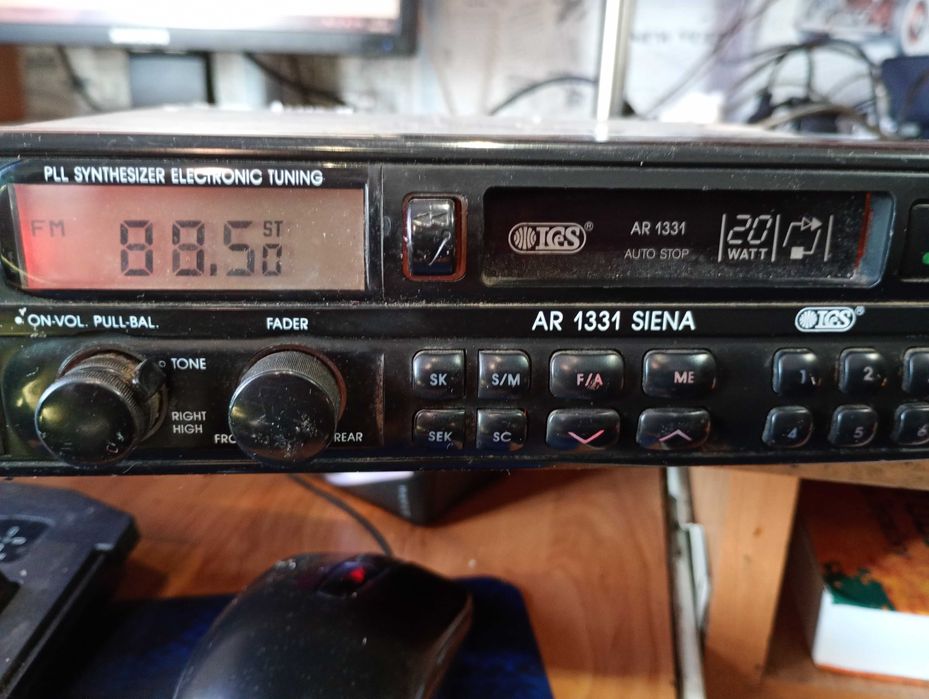 PLL SYNTHESIZER ELECTRONIC TUNING
FM 88.50 ST
IGS® AR 1331 20
AUTO STOP WATT
ON-VOL. PULL-BAL. FADER AR 1331 SIENA IGS®
TONE
SK S/M F/A ME 1 2
RIGHT
HIGH
REAR
SEK SC 4 5 6